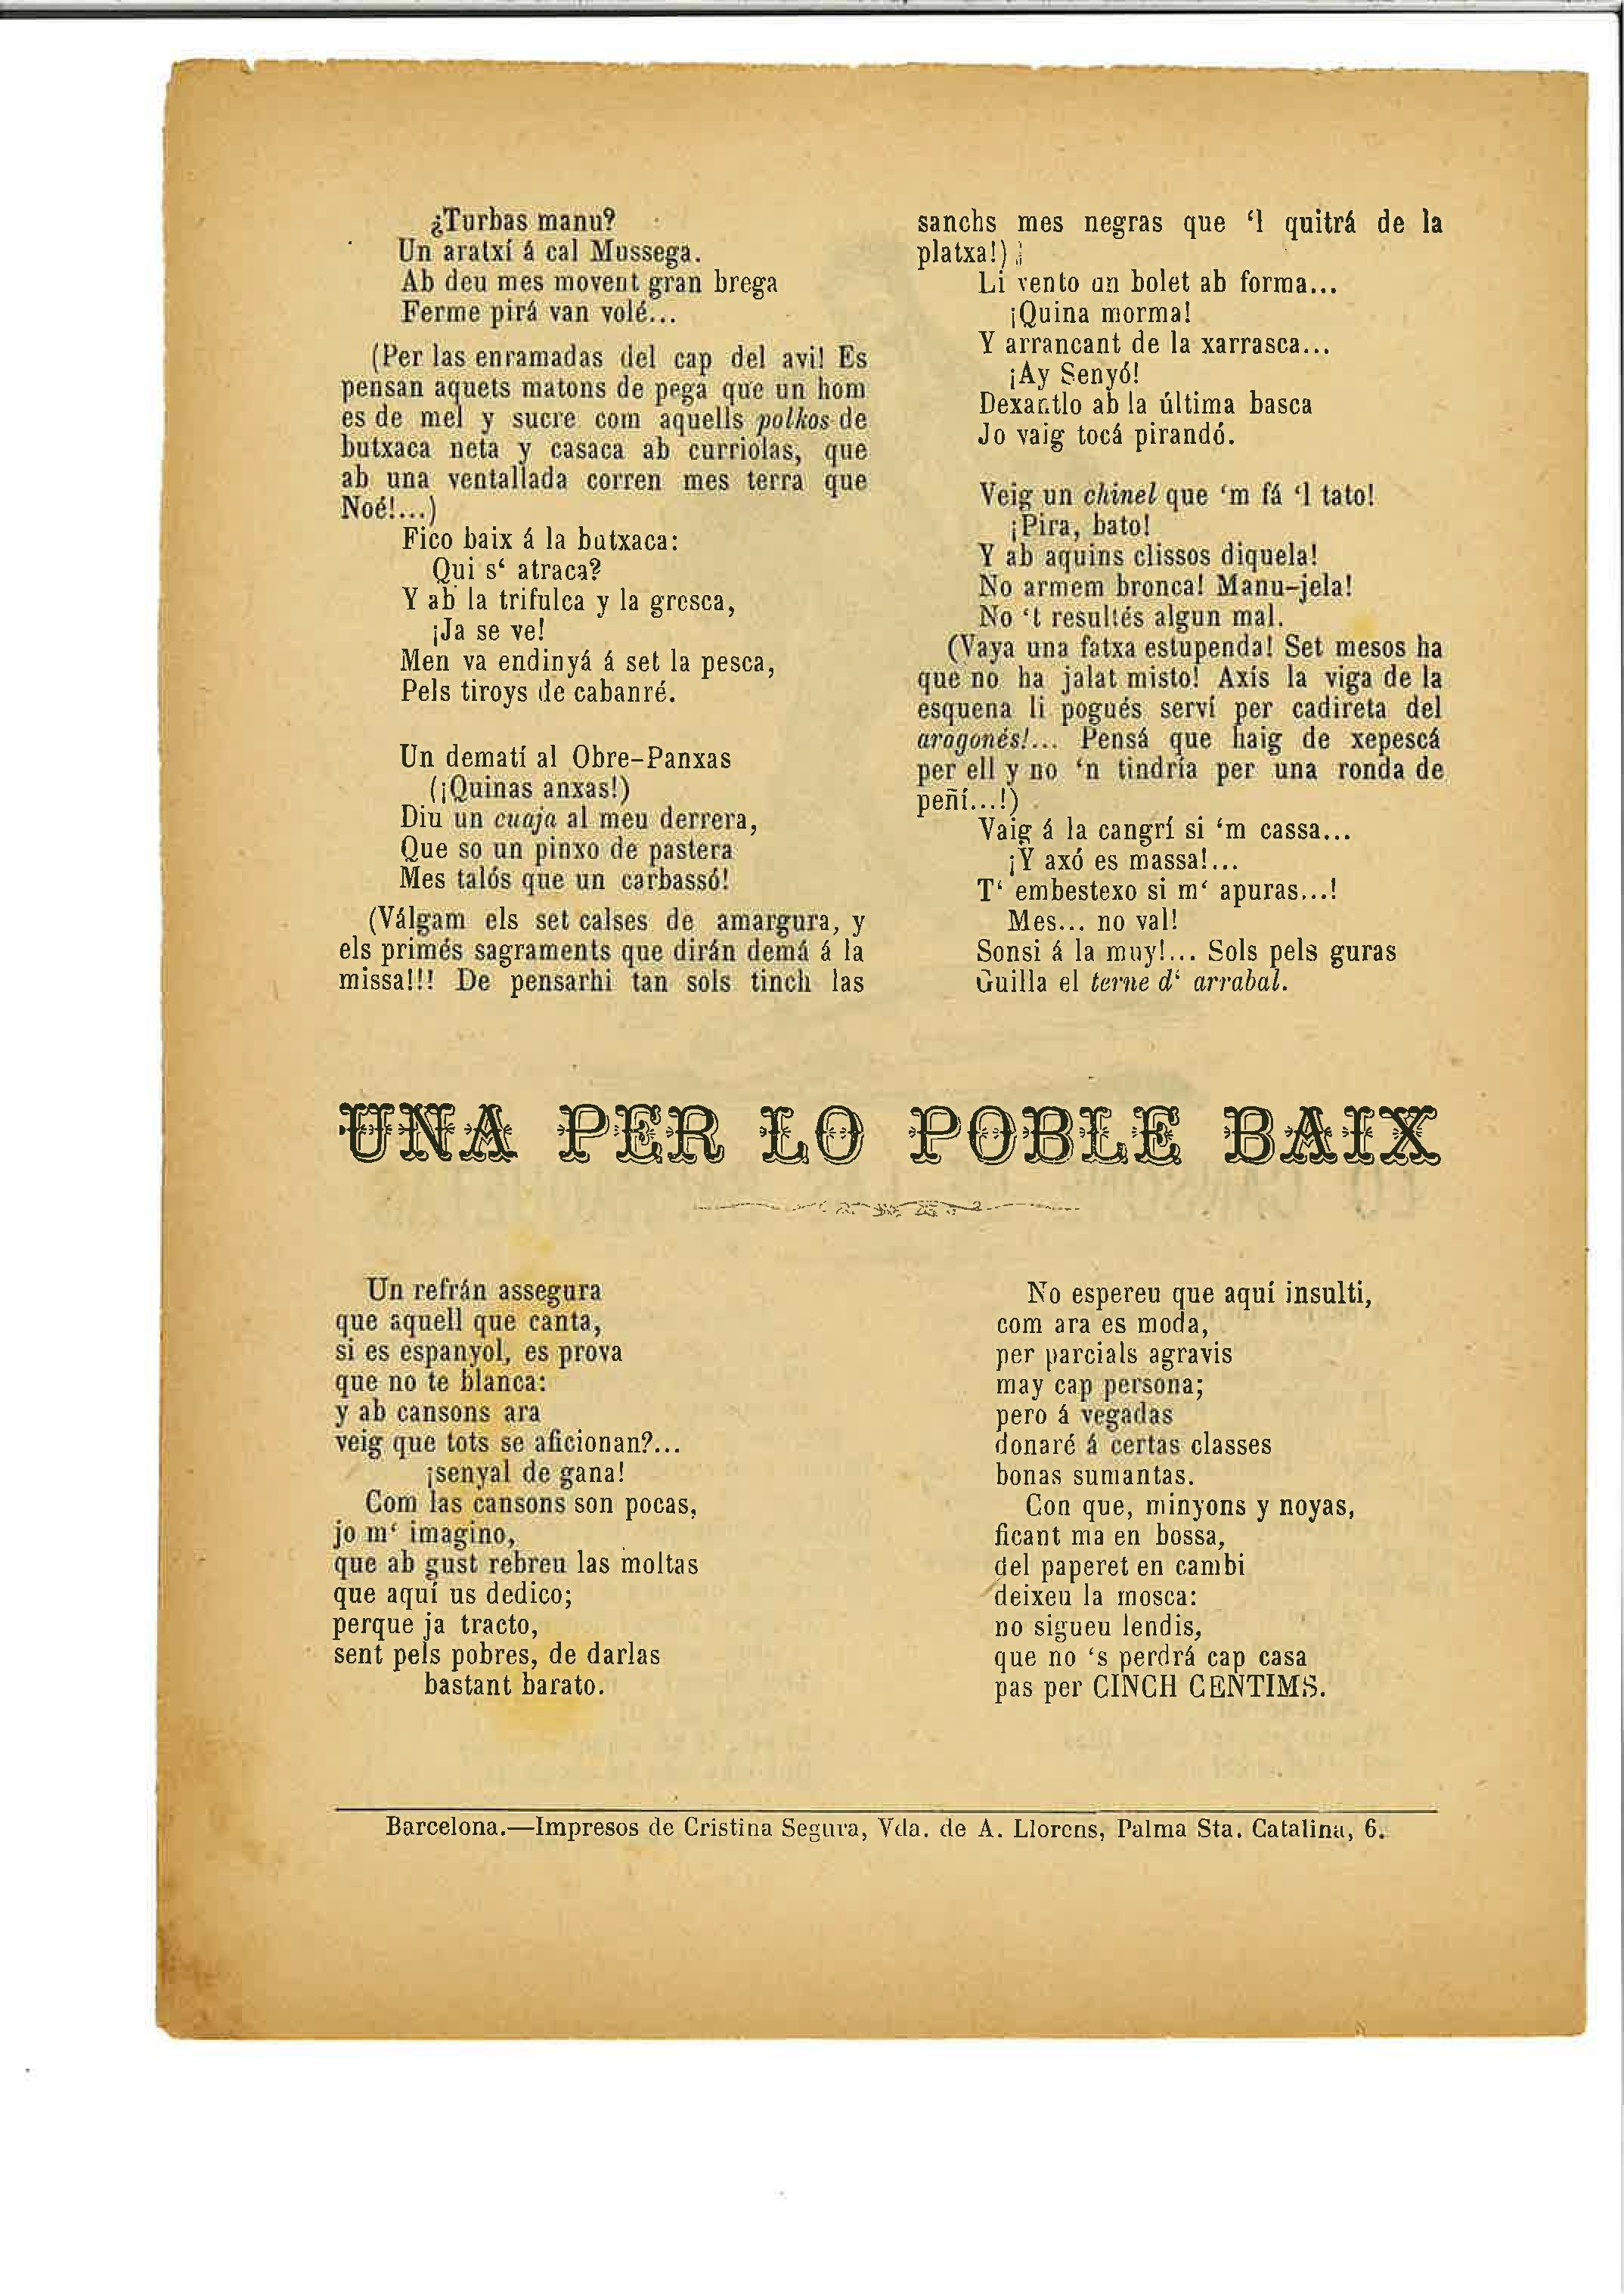 ¿Turbas manu?
Un aratxí á cal Mussega.
Ab deu mes movent gran brega
Ferme pirá van volé...
(Per las enramadas del cap del avi! Es
pensan aquets matons de pega que un hom
es de mel y sucre com aquells polkos de
butxaca neta y casaca ab curriolas, que
ab una ventallada corren mes terra que
Noé!...)
Fico baix á la butxaca:
Qui s‘ atraca?
Y ab la trifulca y la gresca,
¡Ja se ve!
Men va endinyá á set la pesca,
Pels tiroys de cabanré.
Un dematí al Obre-Panxas
(¡Quinas anxas!)
Diu un cuaja al meu derrera,
Que so un pinxo de pastera
Mes talós que un carbassó!
(Válgam els set calses de amargura, y
els primés sagraments que dirán demá á la
missa!!! De pensarhi tan sols tinch las
sanchs mes negras que ‘l quitrá de la
platxa!)
Li vento un bolet ab forma...
¡Quina morma!
Y arrancant de la xarrasca...
¡Ay Senyó!
Dexantlo ab la última basca
Jo vaig tocá pirandó.
Veig un chinel que ‘m fá ‘l tato!
¡Pira, bato!
Y ab aquins clissos diquela!
No armem bronca! Manu-jela!
No ‘t resultés algun mal.
(Vaya una fatxa estupenda! Set mesos ha
que no ha jalat misto! Axís la viga de la
esquena li pogués serví per cadireta del
aragonés!... Pensá que haig de xepescá
per ell y no ‘n tindría per una ronda de
peñí...!)
Vaig á la cangrí si ‘m cassa...
¡Y axó es massa!...
T‘ embestexo si m‘ apuras...!
Mes... no val!
Sonsi á la muy!... Sols pels guras
Guilla el terne d‘ arrabal.
UNA PER LO POBLE BAIX
Un refrán assegura
que aquell que canta,
si es espanyol, es prova
que no te blanca:
y ab cansons ara
veig que tots se aficionan?...
¡senyal de gana!
Com las cansons son pocas,
jo m‘ imagino,
que ab gust rebreu las moltas
que aquí us dedico;
perque ja tracto,
sent pels pobres, de darlas
bastant barato.
No espereu que aquí insulti,
com ara es moda,
per parcials agravis
may cap persona;
pero á vegadas
donaré á certas classes
bonas sumantas.
Con que, minyons y noyas,
ficant ma en bossa,
del paperet en cambi
deixeu la mosca:
no sigueu lendis,
que no ‘s perdrá cap casa
pas per CINCH CENTIMS.
Barcelona.—Impresos de Cristina Segura, Vda. de A. Llorens, Palma Sta. Catalina, 6.